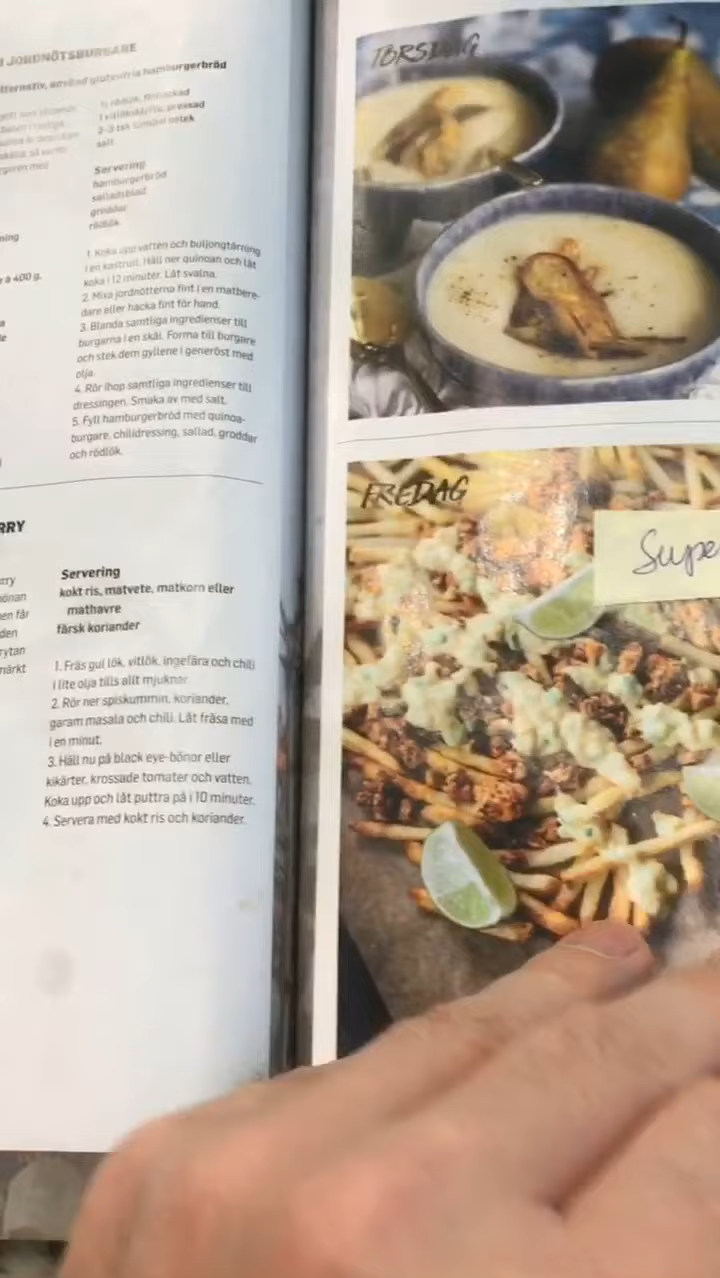 JORDNÖTSBURGARE
använd glutenfria hamburgerbröd
pressad
salt
Servering
hamburgerbröd
salladsblad
groddar
rödlök
1. Koka upp vatten och buljongtärning
i en kastrull. Häll ner quinoan och låt
koka i 12 minuter. Låt svalna.
2. Mixa jordnötterna fint i en matbere-
dare eller hacka fint för hand.
3. Blanda samtliga ingredienser till
burgarna i en skål. Forma till burgare
och stek dem gyllene i generöst med
olja.
4. Rör ihop samtliga ingredienser till
dressingen. Smaka av med salt.
5. Fyll hamburgerbröd med quinoa-
burgare, chilidressing, sallad, groddar
och rödlök.
à 400 g,
Servering
kokt ris, matvete, matkorn eller
mathavre
färsk koriander
1. Fräs gul lök, vitlök, ingefära och chili
i lite olja tills allt mjuknar.
2. Rör ner spiskummin, koriander,
garam masala och chili. Låt fräsa med
i en minut.
3. Häll nu på black eye-bönor eller
kikärter, krossade tomater och vatten.
Koka upp och låt puttra på i 10 minuter.
4. Servera med kokt ris och koriander.
TORSDAG
FREDAG
Supe